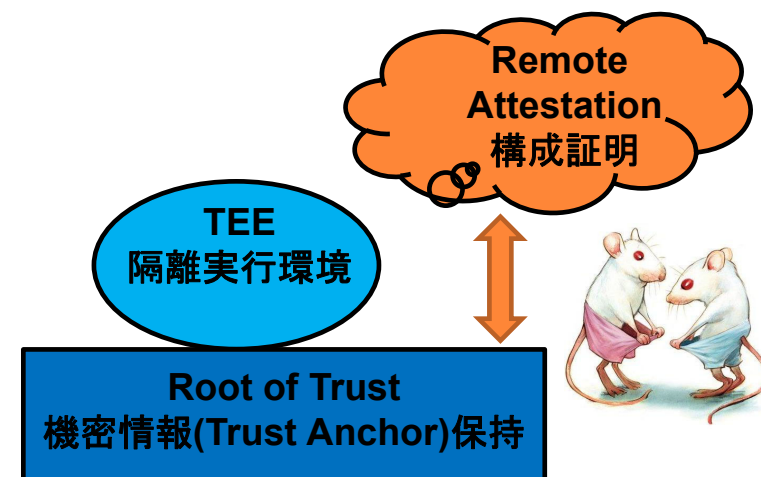 Remote
Attestation
構成証明
TEE
隔離実行環境
Root of Trust
機密情報(Trust Anchor)保持